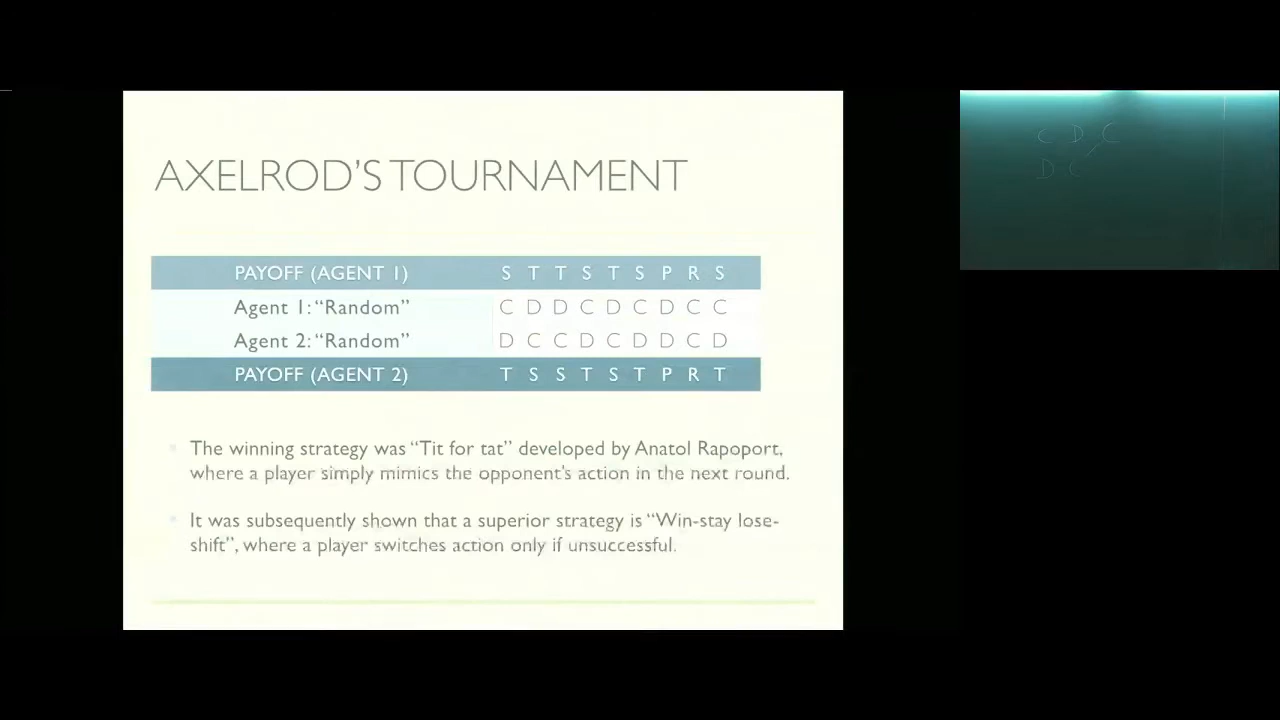 AXELROD'S TOURNAMENT
PAYOFF (AGENT 1) S T T S T S P R S
Agent 1: “Random” C D D C D C D C C
Agent 2: “Random” D C C D C D D C D
PAYOFF (AGENT 2) T S S T S T P R T
The winning strategy was “Tit for tat” developed by Anatol Rapoport,
where a player simply mimics the opponent's action in the next round.
It was subsequently shown that a superior strategy is “Win-stay lose-
shift”, where a player switches action only if unsuccessful.
C D C
D C